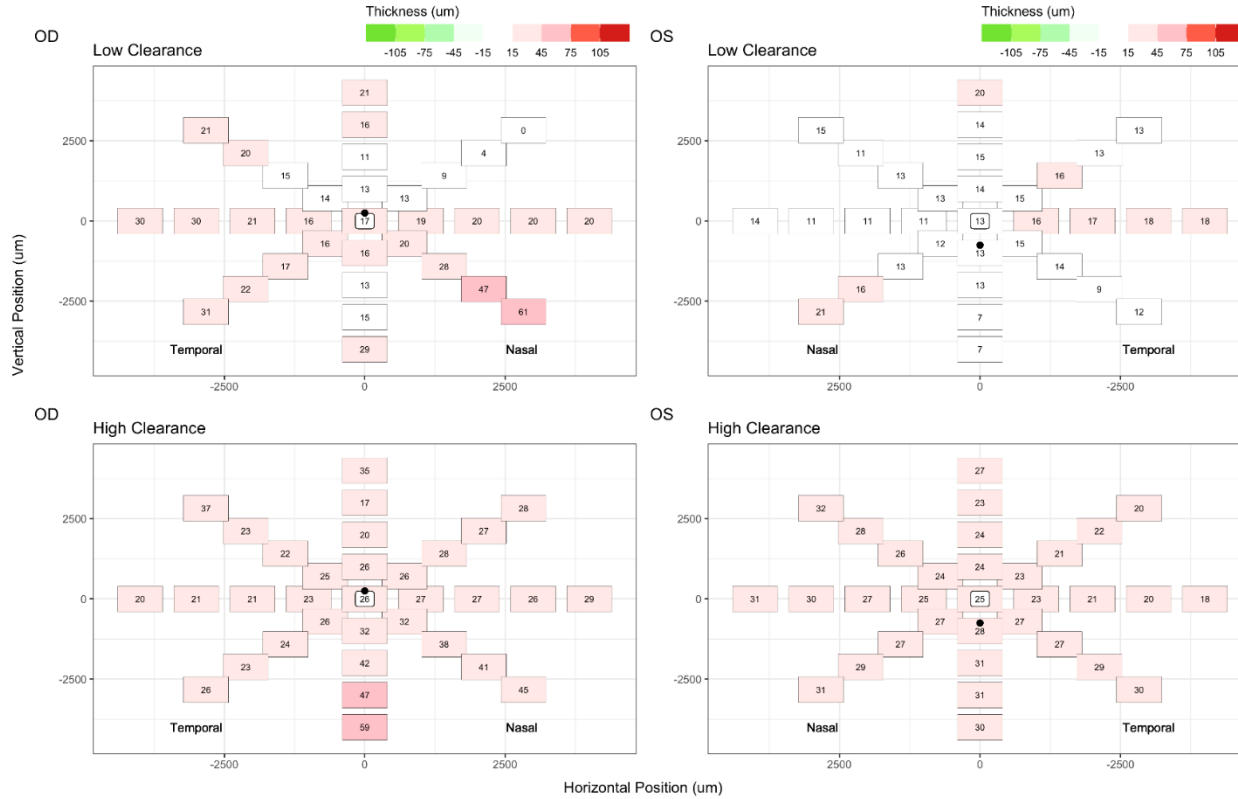 Thickness (um)
-105 -75 -45 -15 15 45 75 105
Thickness (um)
-105 -75 -45 -15 15 45 75 105
OD
Low Clearance
OS
Low Clearance
Vertical Position (um)
21
16
21 0
2500
20 11 4
15 9
14 13 13
0
30 30 21 16 17 19 20 20 20
16 20
16
17 28
22 13 47
-2500
31 15 61
29
Temporal Nasal
-2500 0 2500
20
14
15 13
2500
11 15 13
13 16
13 14 15
0
14 11 11 11 13 16 17 18 18
12 15
13
13 14
16 13 9
-2500
21 7 12
7
Nasal Temporal
2500 0 -2500
OD
High Clearance
OS
High Clearance
35
17
37 28
2500
23 20 27
22 28
25 26 26
0
20 21 21 23 26 27 27 26 29
26 32
32
24 38
23 42 41
-2500
26 47 45
59
Temporal Nasal
-2500 0 2500
27
23
32 20
2500
28 24 22
26 21
24 24 23
0
31 30 27 25 25 23 21 20 18
27 27
28
27 27
29 31 29
-2500
31 31 30
30
Nasal Temporal
2500 0 -2500
Horizontal Position (um)